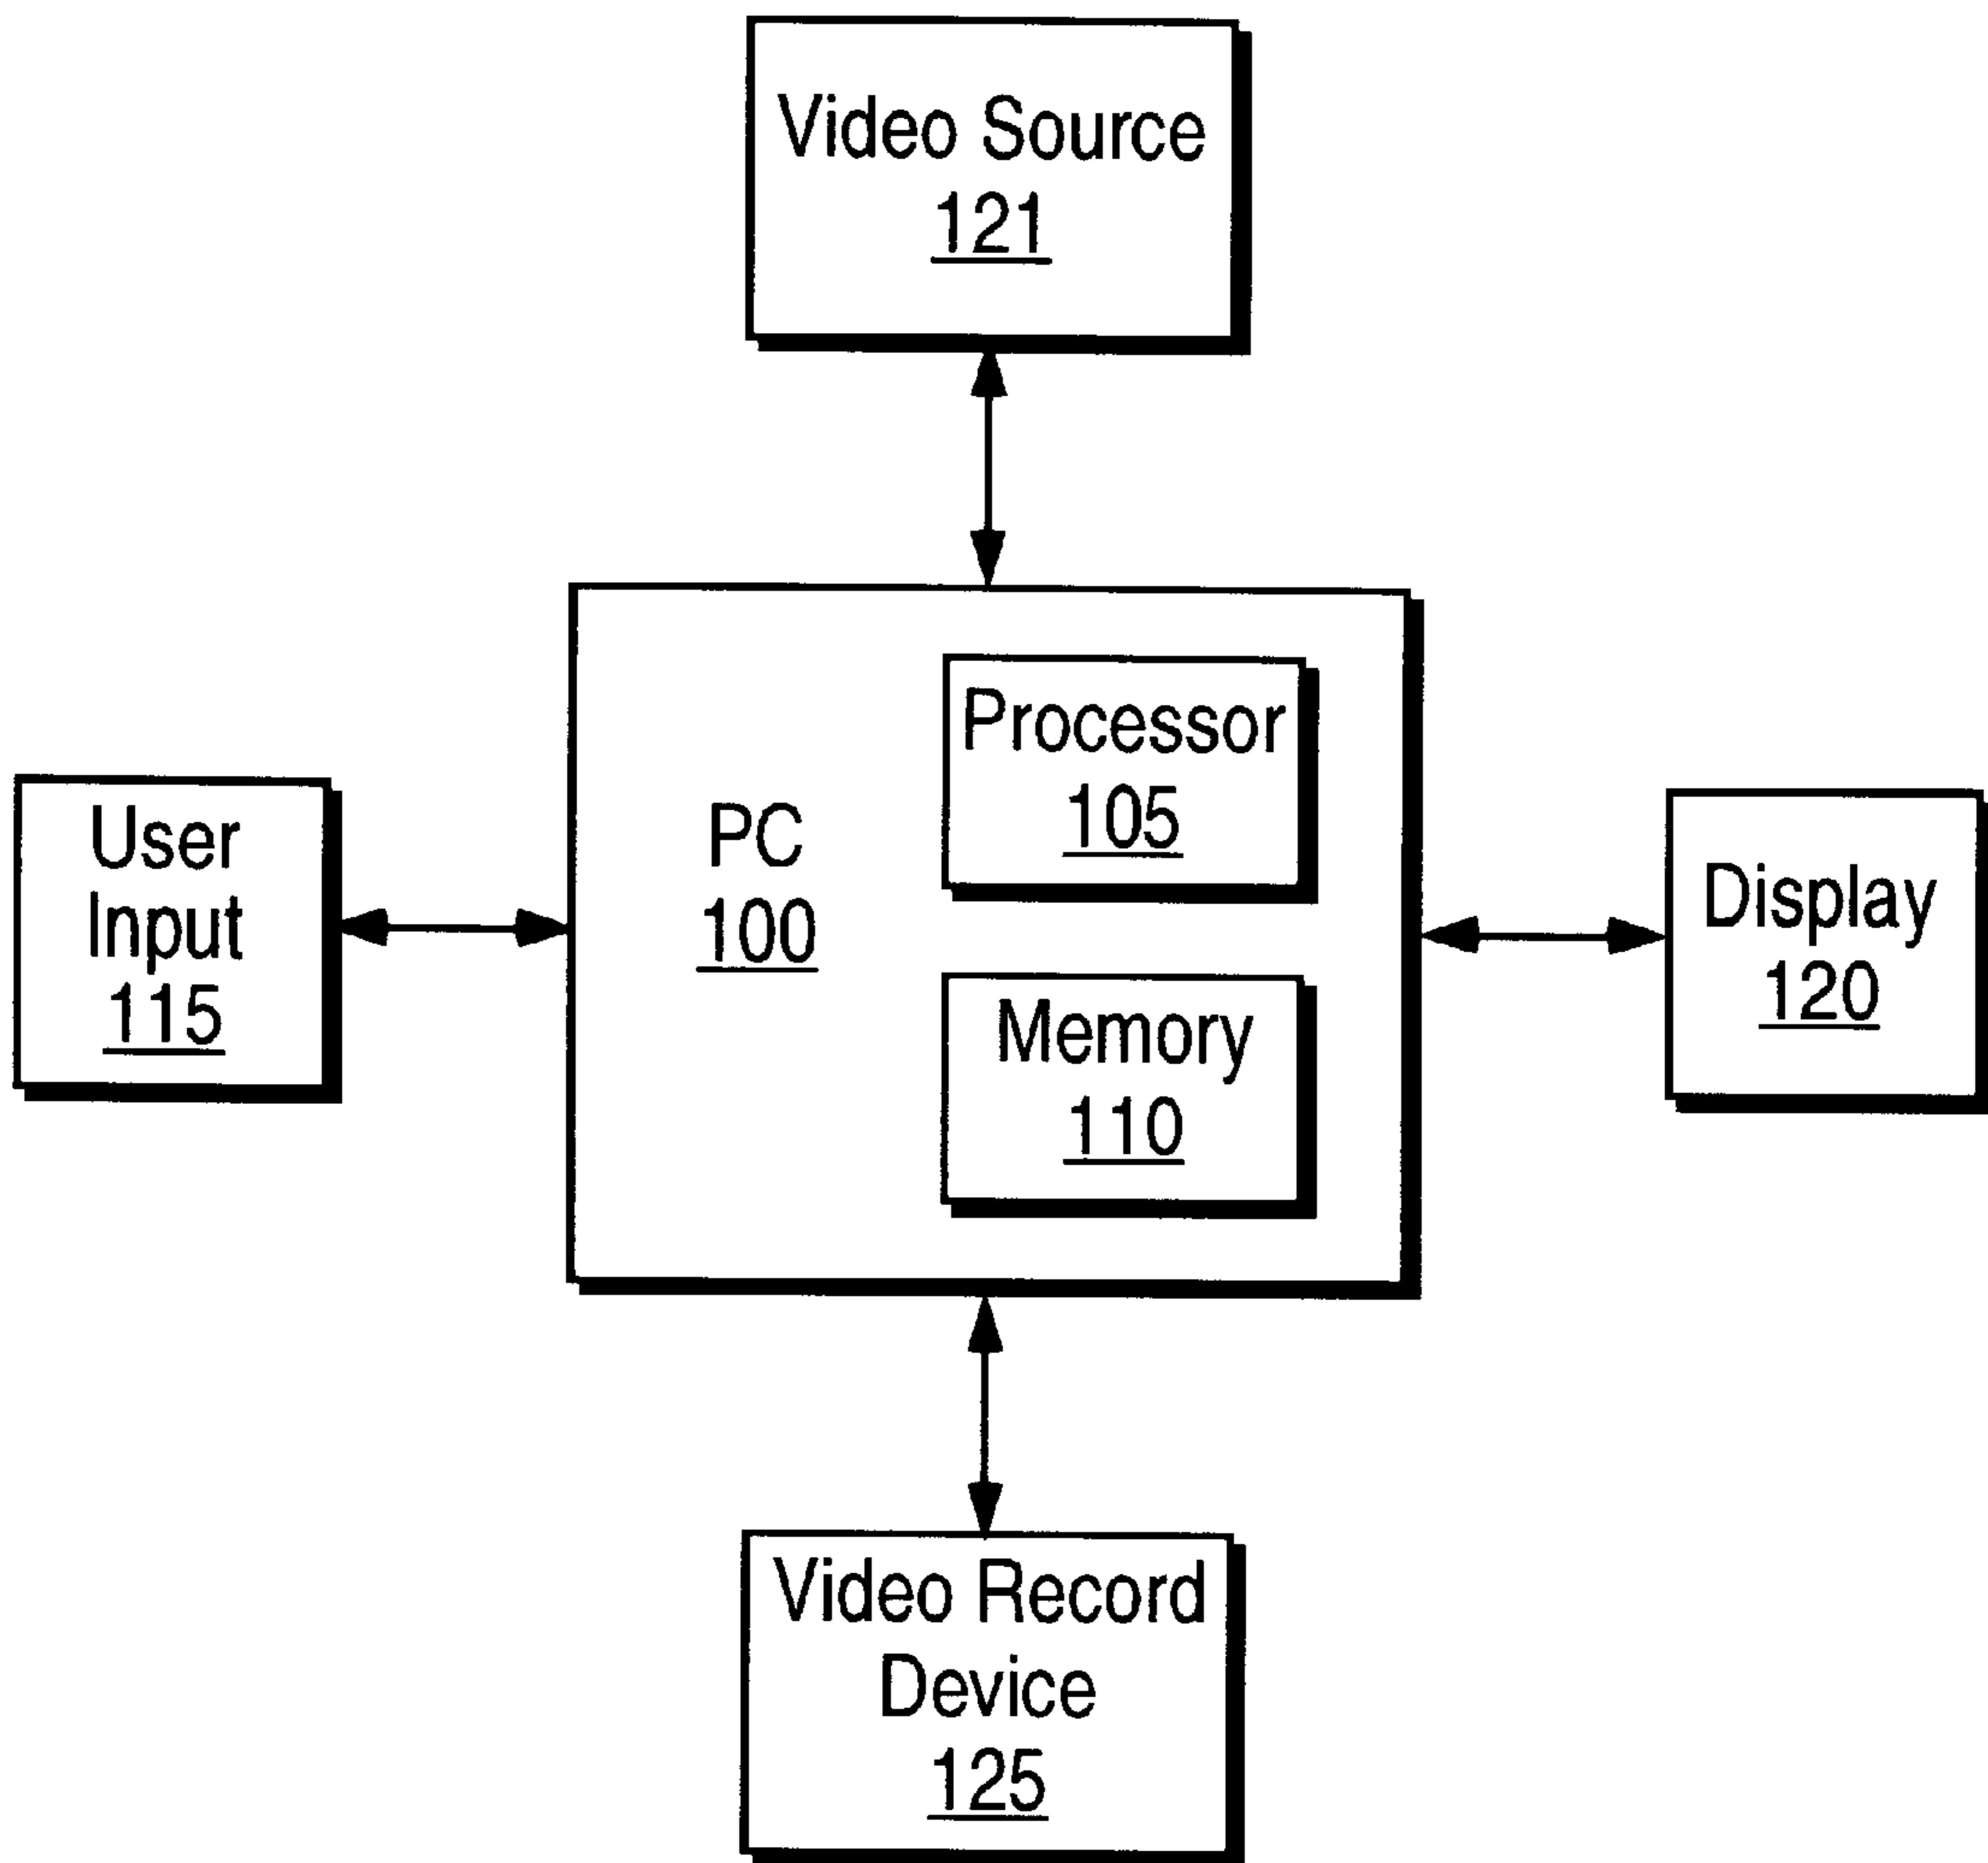 Video Source
121
Processor
105
PC
100
Memory
110
User
Input
115
Display
120
Video Record
Device
125